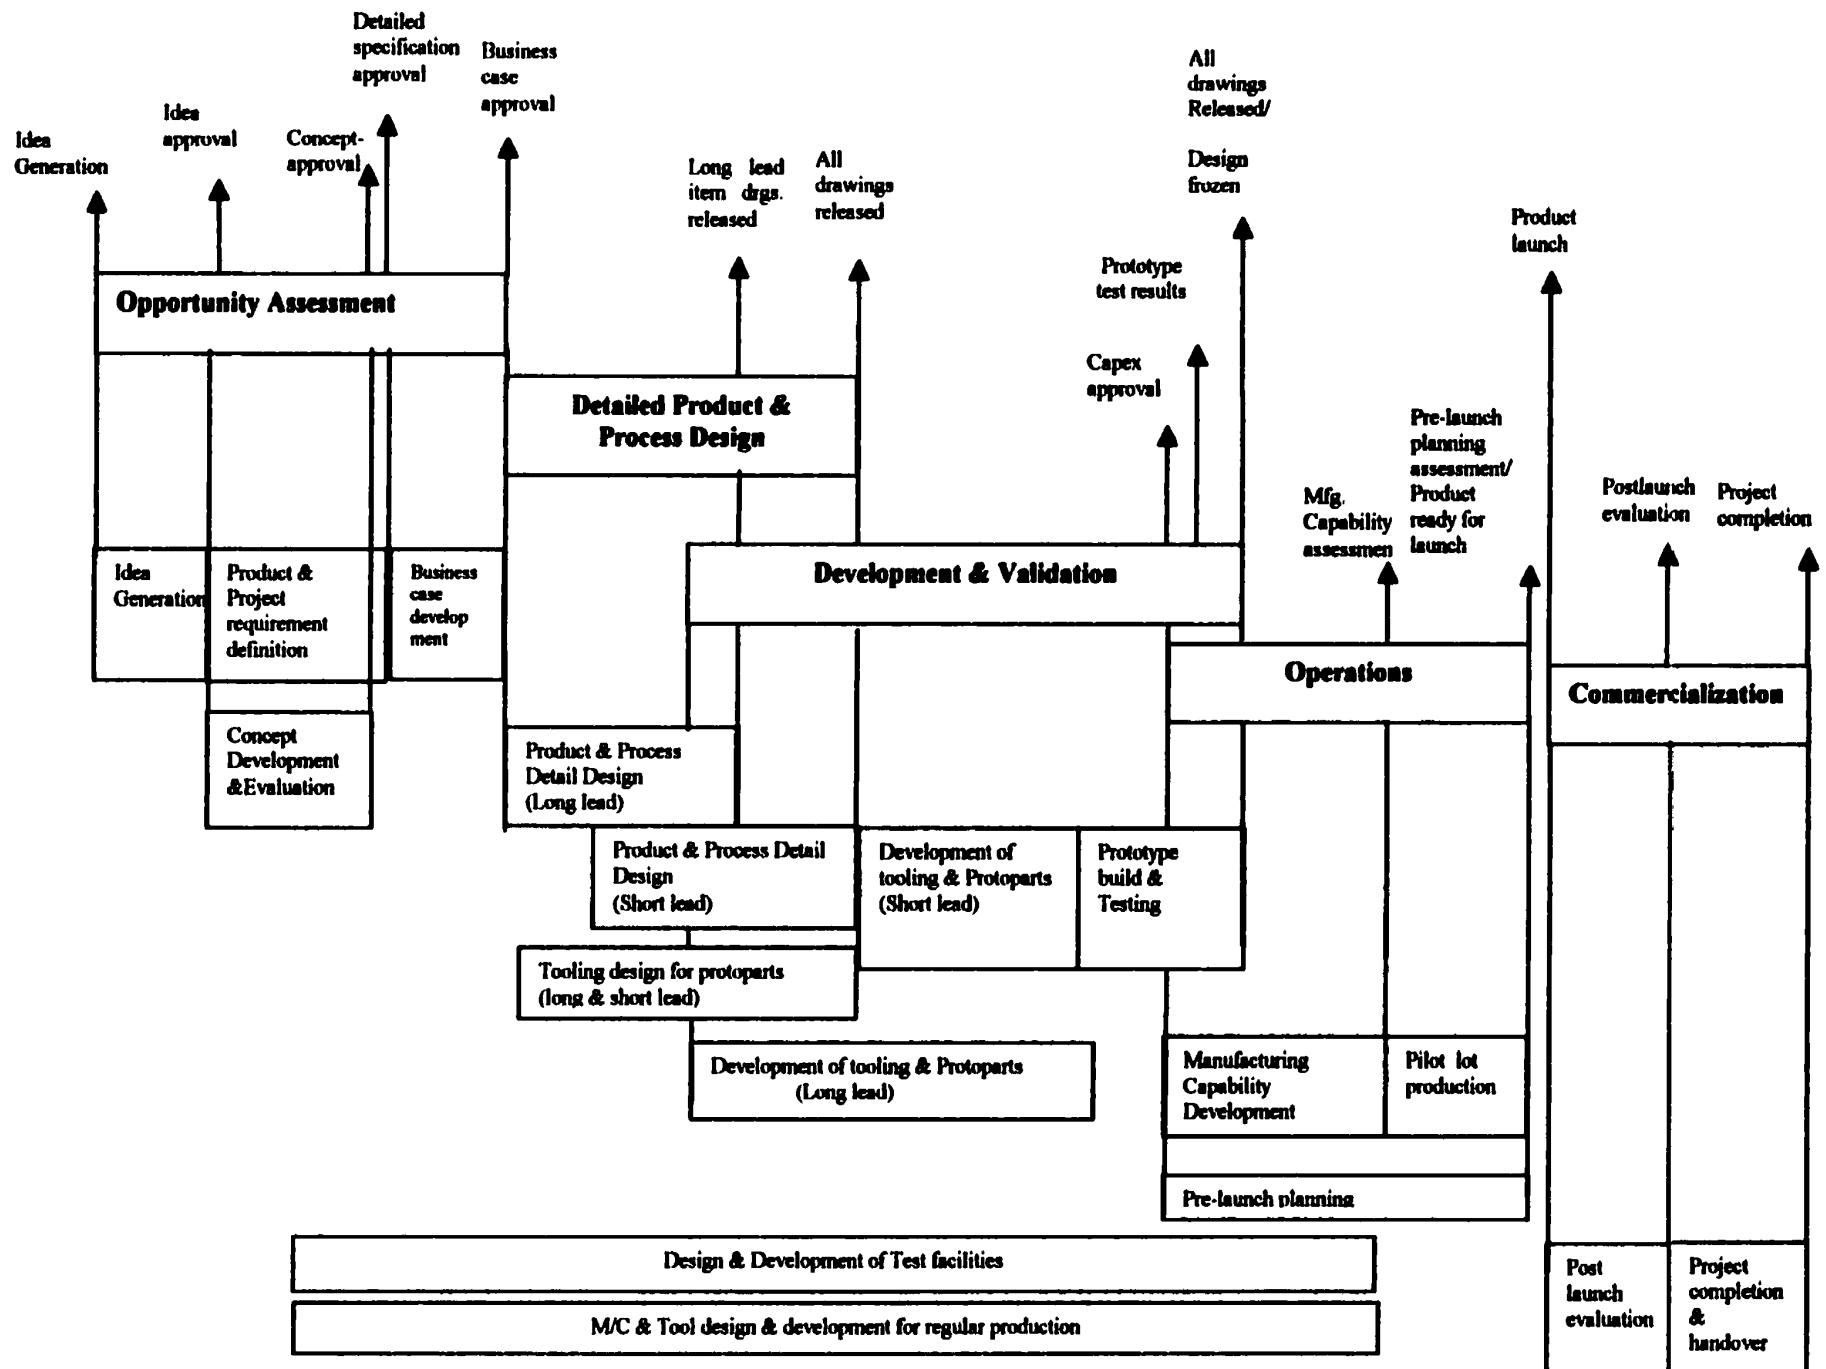 Detailed
specification
approval
Business
case
approval
All
drawings
Released/
Design
frozen
Idea
approval
Idea
Generation
Concept-
approval
Long lead
item drgs.
released
All
drawings
released
Product
launch
Prototype
test results
Capex
approval
Opportunity Assessment
Detailed Product &
Process Design
Pre-launch
planning
assessment/
Product
ready for
launch
Mfg.
Capability
assessmen
Postlaunch
evaluation
Project
completion
Idea
Generation
Product &
Project
requirement
definition
Business
case
develop
ment
Development & Validation
Operations
Commercialization
Concept
Development
&Evaluation
Product & Process
Detail Design
(Long lead)
Product & Process Detail
Design
(Short lead)
Development of
tooling & Protoparts
(Short lead)
Prototype
build &
Testing
Tooling design for protoparts
(long & short lead)
Development of tooling & Protoparts
(Long lead)
Manufacturing
Capability
Development
Pilot lot
production
Pre-launch planning
Design & Development of Test facilities
M/C & Tool design & development for regular production
Post
launch
evaluation
Project
completion
&
handover